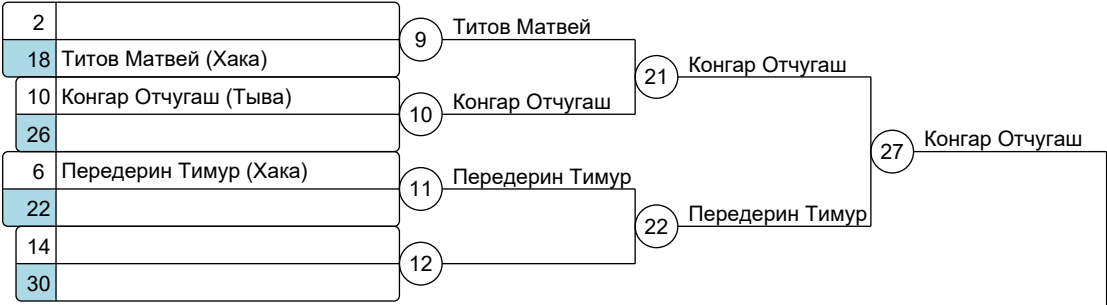 2
18 Титов Матвей (Хака)
10 Конгар Отчугаш (Тыва)
26
6 Передерин Тимур (Хака)
22
14
30
9 Титов Матвей
10 Конгар Отчугаш
11 Передерин Тимур
12
21 Конгар Отчугаш
22 Передерин Тимур
27 Конгар Отчугаш